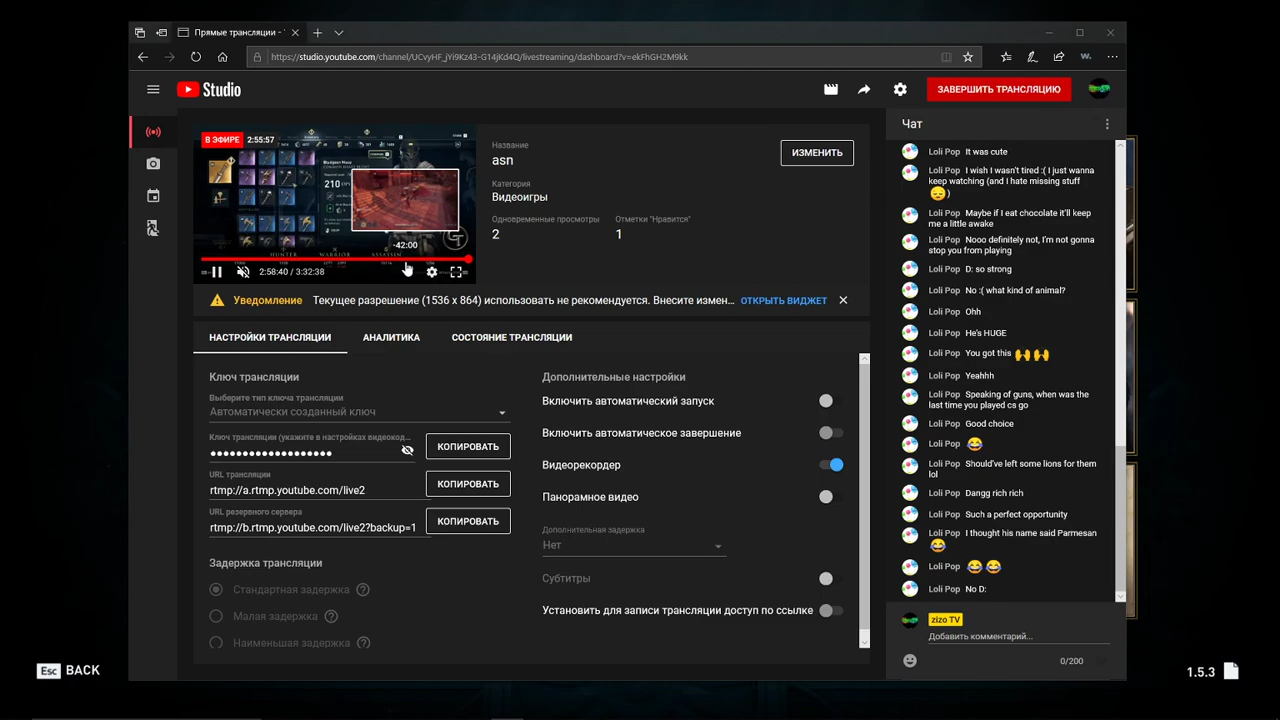 Прямые трансляции -
https://studio.youtube.com/channel/UCvyHF_jYi9Kz43-G14jKd4Q/livestreaming/dashboard?v=ekFhGH2M9kk
Studio
ЗАВЕРШИТЬ ТРАНСЛЯЦИЮ
В ЭФИРЕ 2:55:57
210
HUNTER WARRIOR ASSASSIN
-42:00
2:58:40 / 3:32:38
Название
asn
Категория
Видеоигры
Одновременные просмотры
2
Отметки "Нравится"
1
ИЗМЕНИТЬ
Уведомление Текущее разрешение (1536 x 864) использовать не рекомендуется. Внесите измен... ОТКРЫТЬ ВИДЖЕТ
НАСТРОЙКИ ТРАНСЛЯЦИИ АНАЛИТИКА СОСТОЯНИЕ ТРАНСЛЯЦИИ
Ключ трансляции
Выберите тип ключа трансляции
Автоматически созданный ключ
Ключ трансляции (укажите в настройках видеокод...
••••••••••••••••••• КОПИРОВАТЬ
URL трансляции
rtmp://a.rtmp.youtube.com/live2 КОПИРОВАТЬ
URL резервного сервера
rtmp://b.rtmp.youtube.com/live2?backup=1 КОПИРОВАТЬ
Задержка трансляции
Стандартная задержка
Малая задержка
Наименьшая задержка
Дополнительные настройки
Включить автоматический запуск
Включить автоматическое завершение
Видеорекордер
Панорамное видео
Дополнительная задержка
Нет
Субтитры
Установить для записи трансляции доступ по ссылке
Чат
Loli Pop It was cute
Loli Pop I wish I wasn't tired :( I just wanna
keep watching (and I hate missing stuff
😔)
Loli Pop Maybe if I eat chocolate it'll keep
me a little awake
Loli Pop Nooo definitely not, I'm not gonna
stop you from playing
Loli Pop D: so strong
Loli Pop No :( what kind of animal?
Loli Pop Ohh
Loli Pop He's HUGE
Loli Pop You got this 🙌 🙌
Loli Pop Yeahhh
Loli Pop Speaking of guns, when was the
last time you played cs go
Loli Pop Good choice
Loli Pop 😂
Loli Pop Should've left some lions for them
lol
Loli Pop Dangg rich rich
Loli Pop Such a perfect opportunity
Loli Pop I thought his name said Parmesan
😂
Loli Pop 😂 😂
Loli Pop No D:
zizo TV
Добавить комментарий...
0/200
Esc BACK
1.5.3